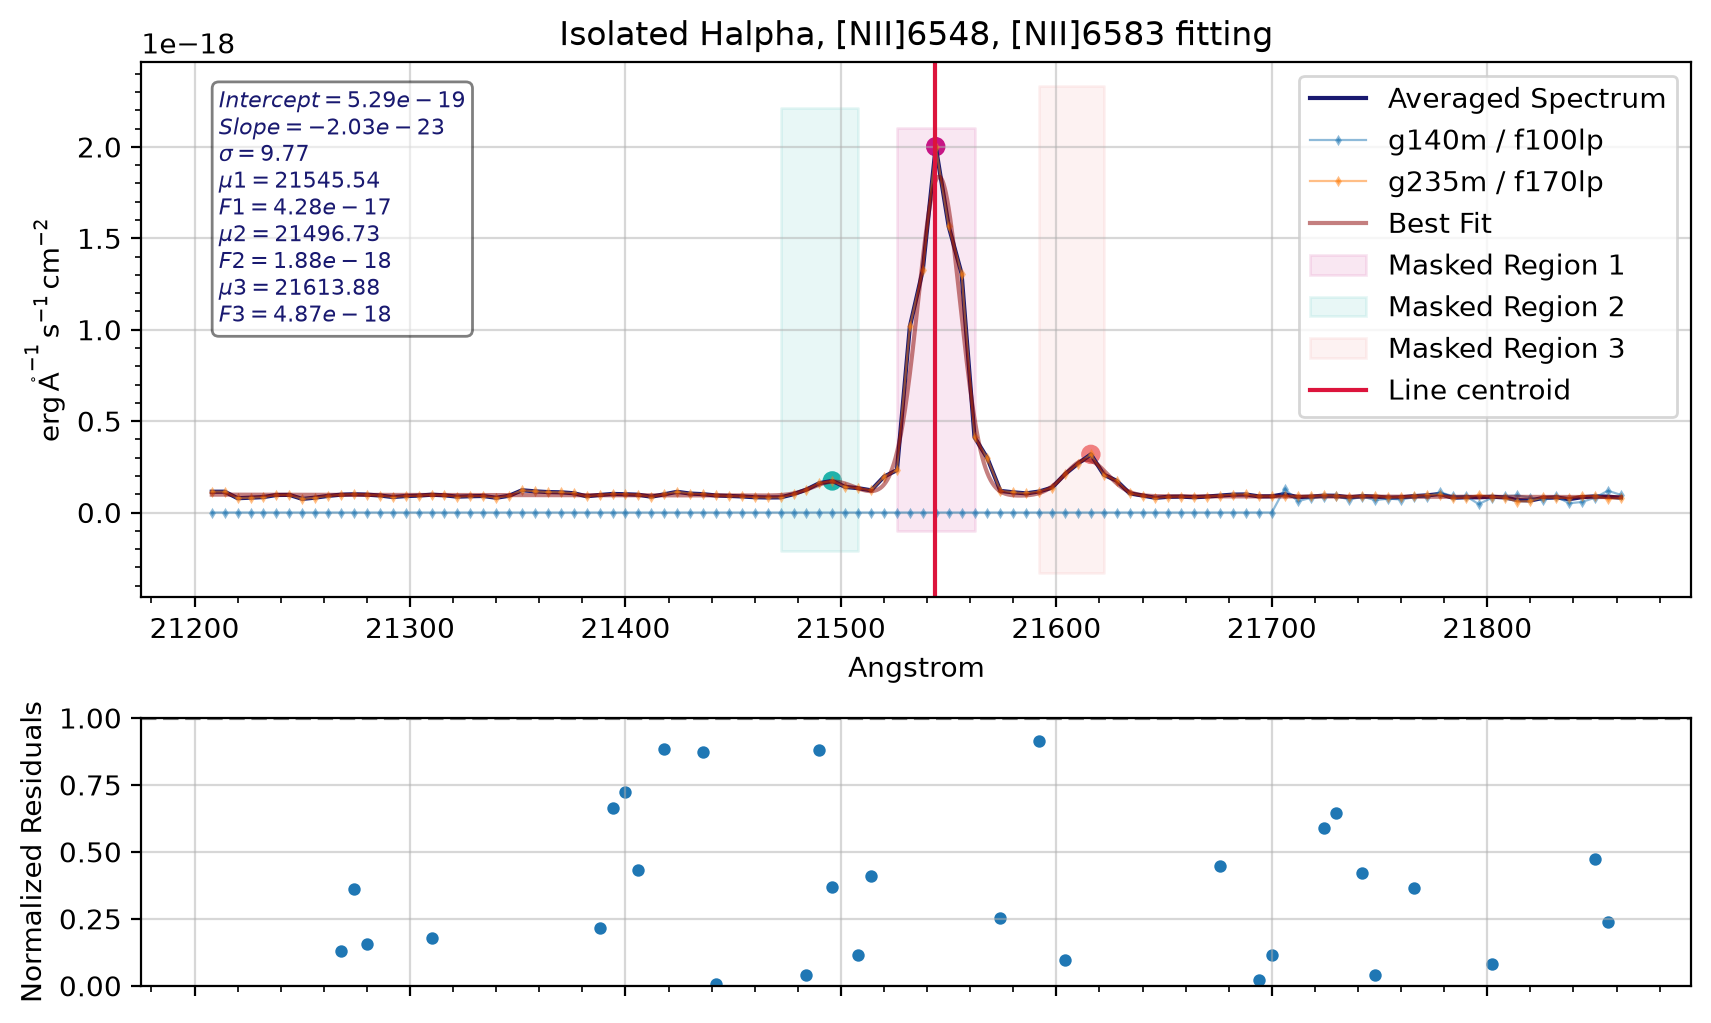 Isolated Halpha, [NII]6548, [NII]6583 fitting
1e−18
Intercept = 5.29e − 19
Slope = −2.03e − 23
σ = 9.77
μ1 = 21545.54
F1 = 4.28e − 17
μ2 = 21496.73
F2 = 1.88e − 18
μ3 = 21613.88
F3 = 4.87e − 18
Averaged Spectrum
g140m / f100lp
g235m / f170lp
Best Fit
Masked Region 1
Masked Region 2
Masked Region 3
Line centroid
erg Å⁻¹ s⁻¹ cm⁻²
2.0
1.5
1.0
0.5
0.0
21200 21300 21400 21500 21600 21700 21800
Angstrom
Normalized Residuals
1.00
0.75
0.50
0.25
0.00